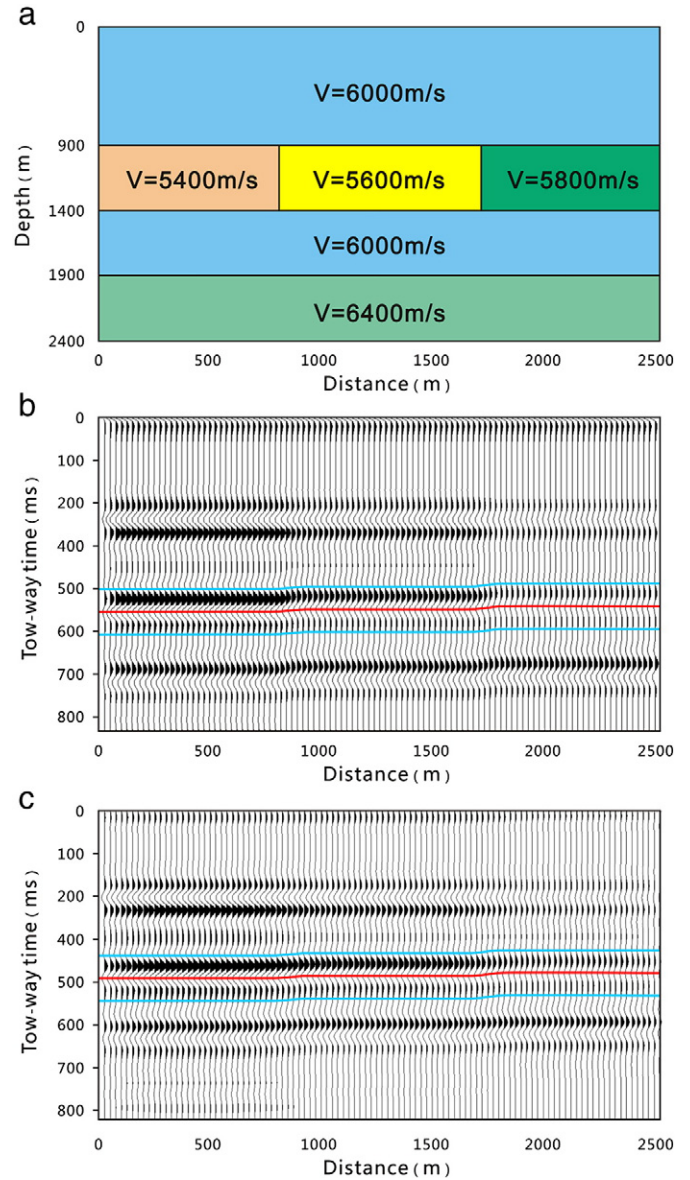 a
0
V=6000m/s
900
V=5400m/s V=5600m/s V=5800m/s
Depth(m)
1400
V=6000m/s
1900
V=6400m/s
2400
0 500 1000 1500 2000 2500
Distance(m)
b
0
100
200
300
400
500
600
700
800
Tow-way time(ms)
0 500 1000 1500 2000 2500
Distance(m)
c
0
100
200
300
400
500
600
700
800
Tow-way time(ms)
0 500 1000 1500 2000 2500
Distance(m)